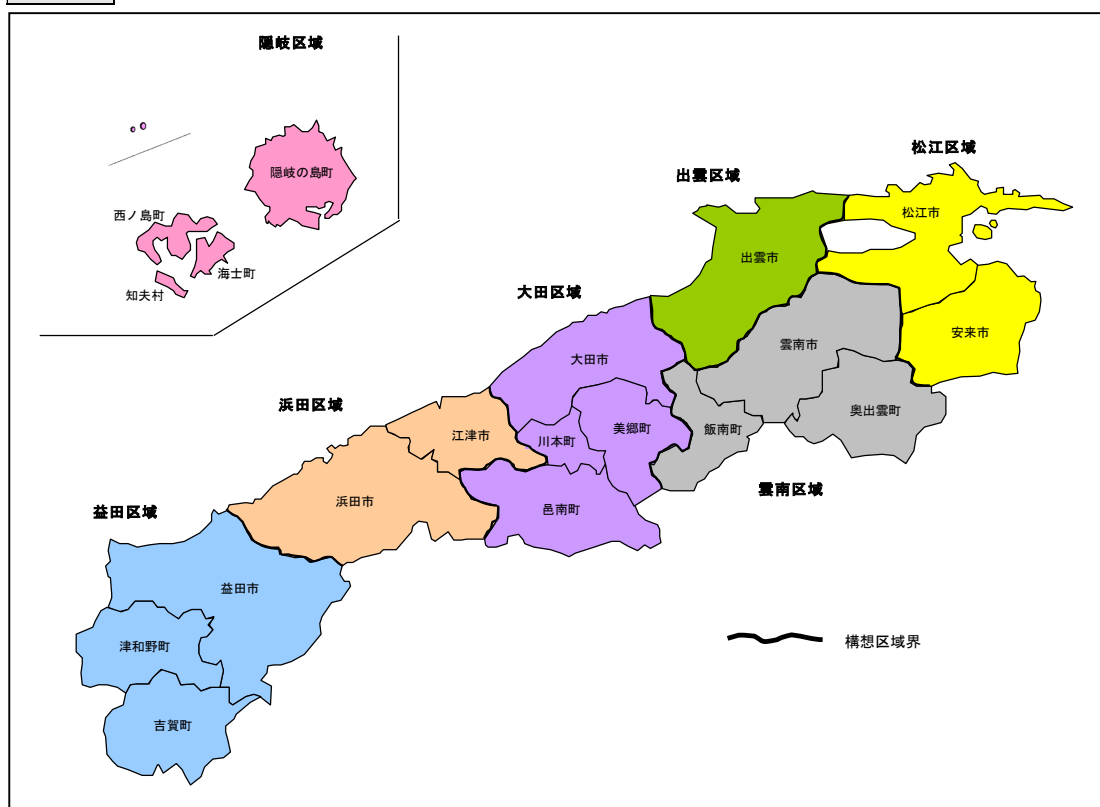 隠岐区域
隠岐の島町
西ノ島町
海士町
知夫村
松江区域
松江市
安来市
出雲区域
出雲市
大田区域
大田市
川本町
美郷町
邑南町
雲南市
奥出雲町
飯南町
雲南区域
浜田区域
江津市
浜田市
益田区域
益田市
津和野町
吉賀町
構想区域界